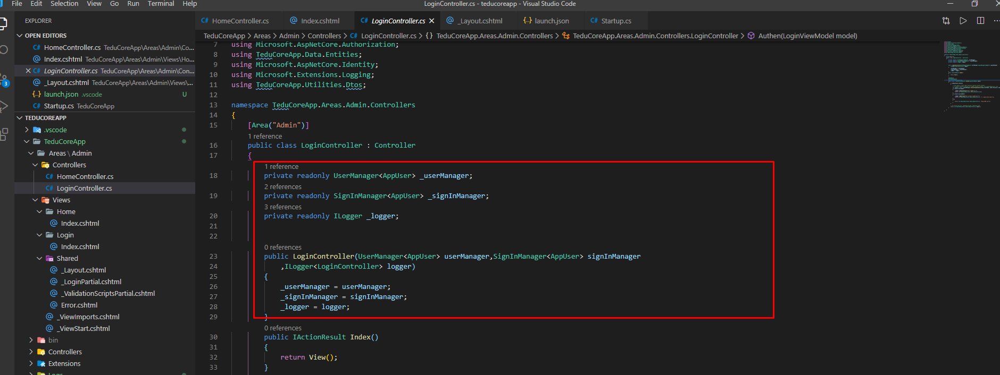 File Edit Selection View Go Run Terminal Help LoginController.cs - teducoreapp - Visual Studio Code
EXPLORER
OPEN EDITORS
C# HomeController.cs TeduCoreApp\Areas\Admin\Co...
@ Index.cshtml TeduCoreApp\Areas\Admin\Views\Ho...
C# LoginController.cs TeduCoreApp\Areas\Admin\Con...
@ _Layout.cshtml TeduCoreApp\Areas\Admin\Views\...
{..} launch.json .vscode U
C# Startup.cs TeduCoreApp
3
TEDUCOREAPP
.vscode
TeduCoreApp
Areas \ Admin
Controllers
C# HomeController.cs
C# LoginController.cs
Views
Home
@ Index.cshtml
Login
@ Index.cshtml
Shared
@ _Layout.cshtml
@ _LoginPartial.cshtml
@ _ValidationScriptsPartial.cshtml
@ Error.cshtml
@ _ViewImports.cshtml
@ _ViewStart.cshtml
bin
Controllers
Extensions
Logs
C# HomeController.cs @ Index.cshtml C# LoginController.cs @ _Layout.cshtml {..} launch.json C# Startup.cs
TeduCoreApp > Areas > Admin > Controllers > C# LoginController.cs > {} TeduCoreApp.Areas.Admin.Controllers > TeduCoreApp.Areas.Admin.Controllers.LoginController > Authen(LoginViewModel model)
7 using Microsoft.AspNetCore.Authorization;
8 using TeduCoreApp.Data.Entities;
9 using Microsoft.AspNetCore.Identity;
10 using Microsoft.Extensions.Logging;
11 using TeduCoreApp.Utilities.Dtos;
12
13 namespace TeduCoreApp.Areas.Admin.Controllers
14 {
15 [Area("Admin")]
1 reference
16 public class LoginController : Controller
17 {
1 reference
18 private readonly UserManager<AppUser> _userManager;
2 references
19 private readonly SignInManager<AppUser> _signInManager;
3 references
20 private readonly ILogger _logger;
21
22
0 references
23 public LoginController(UserManager<AppUser> userManager,SignInManager<AppUser> signInManager
24 ,ILogger<LoginController> logger)
25 {
26 _userManager = userManager;
27 _signInManager = signInManager;
28 _logger = logger;
29 }
0 references
30 public IActionResult Index()
31 {
32 return View();
33 }